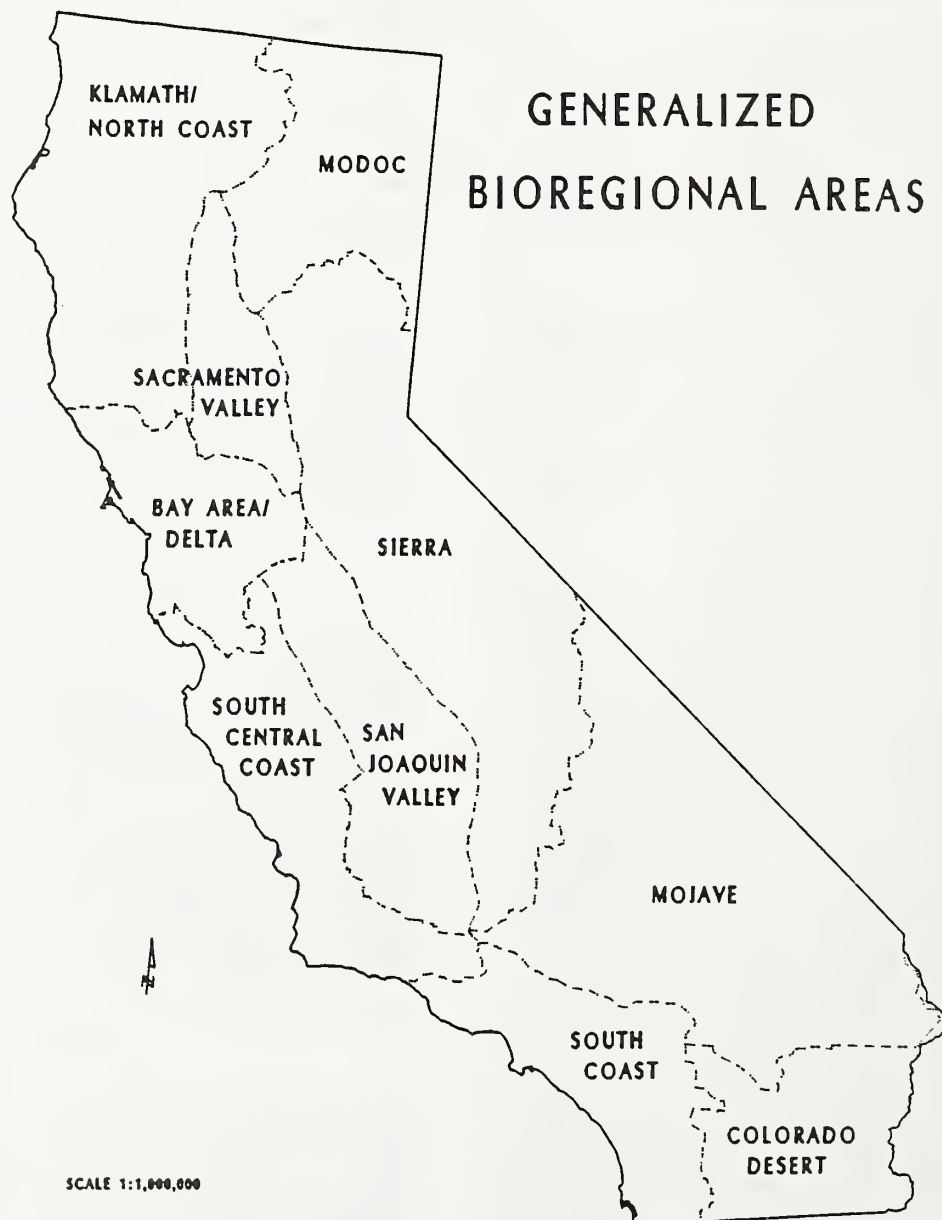 GENERALIZED
BIOREGIONAL AREAS
KLAMATH/
NORTH COAST
MODOC
SACRAMENTO
VALLEY
BAY AREA/
DELTA
SIERRA
SOUTH
CENTRAL
COAST
SAN
JOAQUIN
VALLEY
MOJAVE
N
SOUTH
COAST
COLORADO
DESERT
SCALE 1:1,000,000